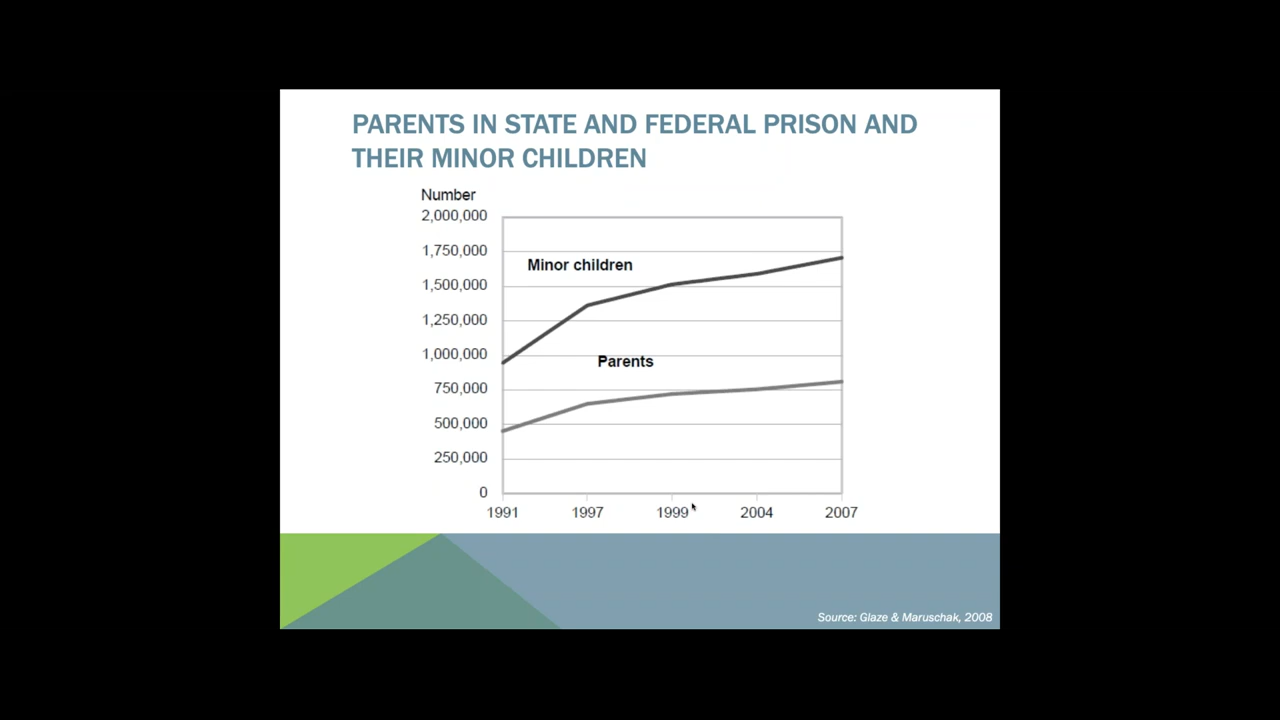 PARENTS IN STATE AND FEDERAL PRISON AND
THEIR MINOR CHILDREN
Number
2,000,000
1,750,000
Minor children
1,500,000
1,250,000
1,000,000
Parents
750,000
500,000
250,000
0
1991 1997 1999 2004 2007
Source: Glaze & Maruschak, 2008